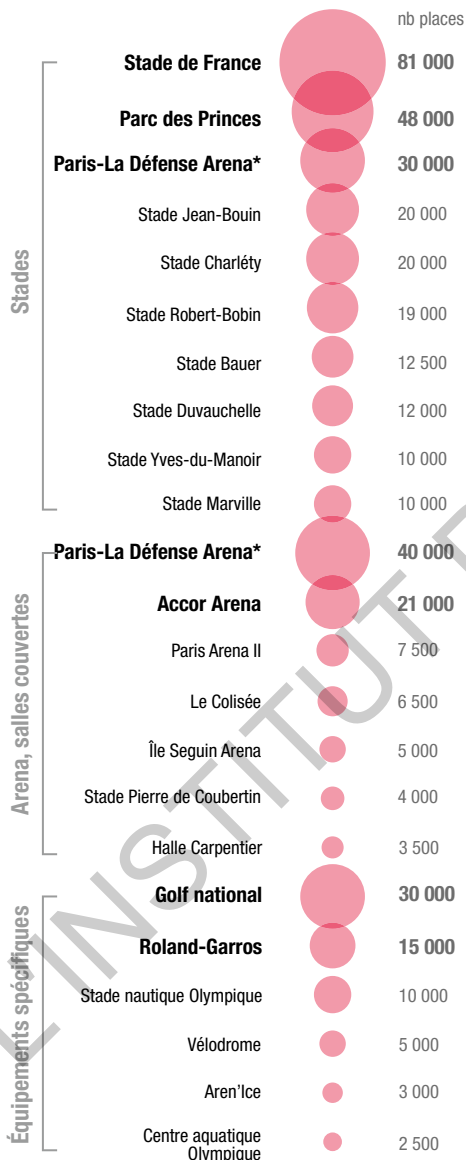 nb places
Stade de France 81 000
Parc des Princes 48 000
Paris-La Défense Arena* 30 000
Stade Jean-Bouin 20 000
Stade Charléty 20 000
Stade Robert-Bobin 19 000
Stade Bauer 12 500
Stade Duvauchelle 12 000
Stade Yves-du-Manoir 10 000
Stade Marville 10 000
Stades
Paris-La Défense Arena* 40 000
Accor Arena 21 000
Paris Arena II 7 500
Le Colisée 6 500
Île Seguin Arena 5 000
Stade Pierre de Coubertin 4 000
Halle Carpentier 3 500
Arena, salles couvertes
Golf national 30 000
Roland-Garros 15 000
Stade nautique Olympique 10 000
Vélodrome 5 000
Aren'Ice 3 000
Centre aquatique
Olympique 2 500
Équipements spécifiques
L'INSTITUT